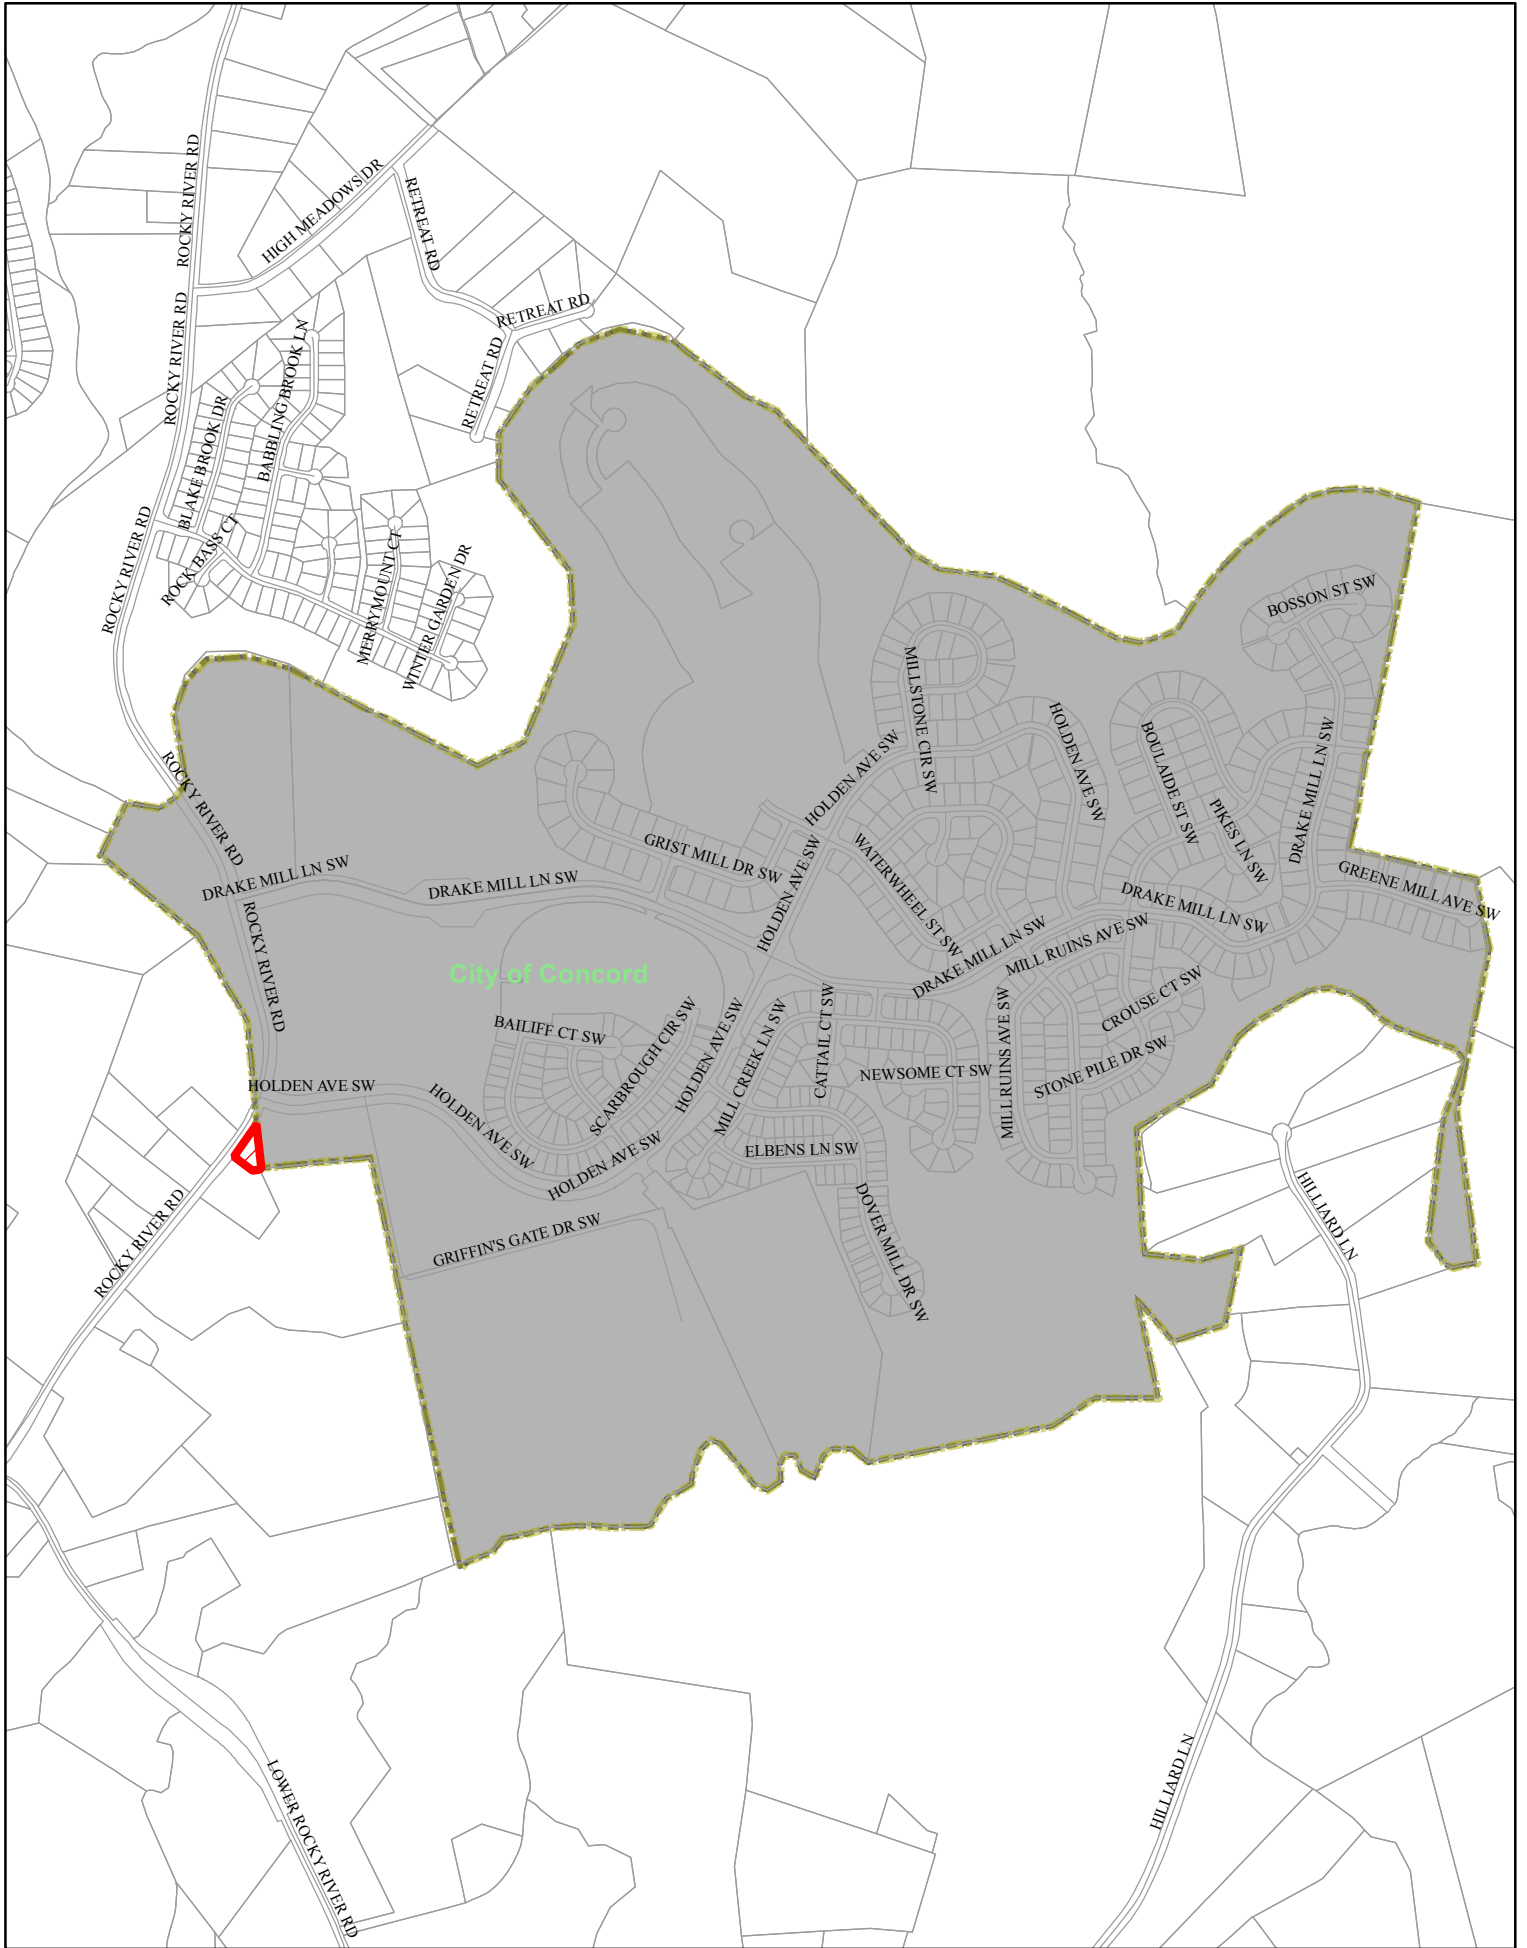 ROCKY RIVER RD
HIGH MEADOWS DR
RETREAT RD
RETREAT RD
RETREAT RD
ROCKY RIVER RD
BABBLING BROOK LN
BLAKE BROOK DR
ROCK BASS CT
ROCKY RIVER RD
MERRYMOUNT CT
WINTER GARDEN DR
BOSSON ST SW
MILLSTONE CIR SW
HOLDEN AVE SW
HOLDEN AVE SW
BOULAIDE ST SW
PIKES LN SW
DRAKE MILL LN SW
ROCKY RIVER RD
GRIST MILL DR SW
HOLDEN AVE SW
WATERWHEEL ST SW
DRAKE MILL LN SW
DRAKE MILL LN SW
DRAKE MILL LN SW
GREENE MILL AVE SW
ROCKY RIVER RD
DRAKE MILL LN SW
MILL RUINS AVE SW
City of Concord
BAILIFF CT SW
SCARBROUGH CIR SW
HOLDEN AVE SW
MILL CREEK LN SW
CATTAIL CT SW
NEWSOME CT SW
MILL RUINS AVE SW
CROUSE CT SW
STONE PILE DR SW
HOLDEN AVE SW
HOLDEN AVE SW
HOLDEN AVE SW
ELBENS LN SW
DOVER MILL DR SW
GRIFFIN'S GATE DR SW
ROCKY RIVER RD
HILLIARD LN
HILLIARD LN
LOWER ROCKY RIVER RD